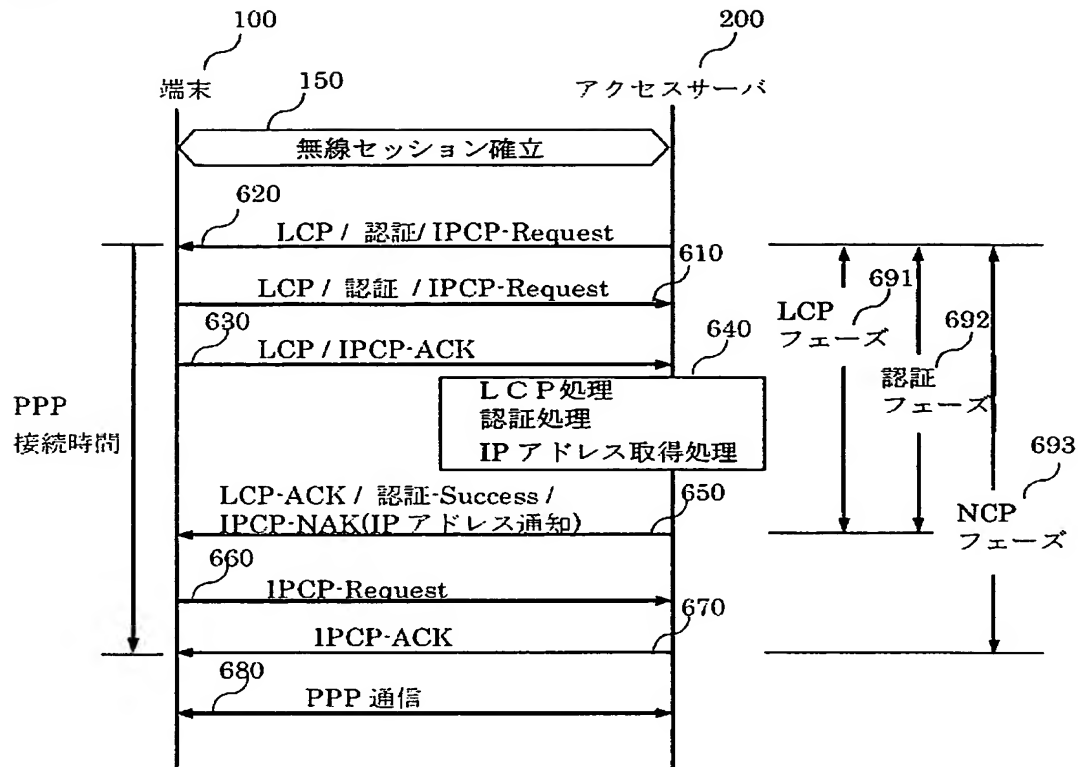 100
200
端末
アクセスサーバ
150
無線セッション確立
620
LCP / 認証/ IPCP-Request
610
LCP / 認証 / IPCP-Request
630
LCP / IPCP-ACK
640
LCP処理
認証処理
IP アドレス取得処理
LCP
フェーズ
691
認証
フェーズ
692
NCP
フェーズ
693
PPP
接続時間
LCP-ACK / 認証-Success /
IPCP-NAK(IP アドレス通知)
650
660
IPCP-Request
670
IPCP-ACK
680
PPP 通信